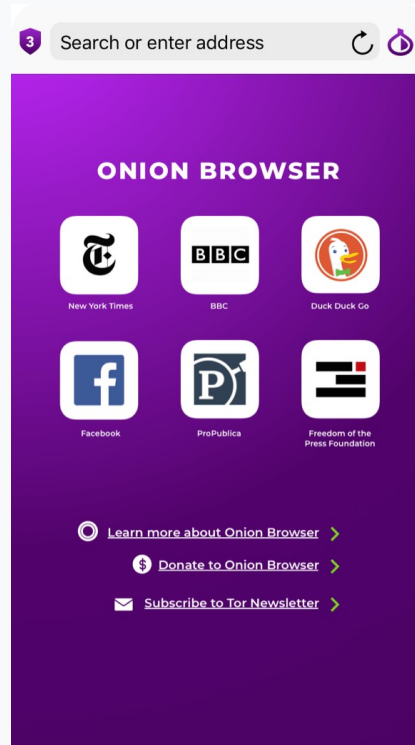 3
Search or enter address
ONION BROWSER
T
BBC
New York Times
BBC
Duck Duck Go
f
P
Facebook
ProPublica
Freedom of the
Press Foundation
Learn more about Onion Browser
$ Donate to Onion Browser
Subscribe to Tor Newsletter